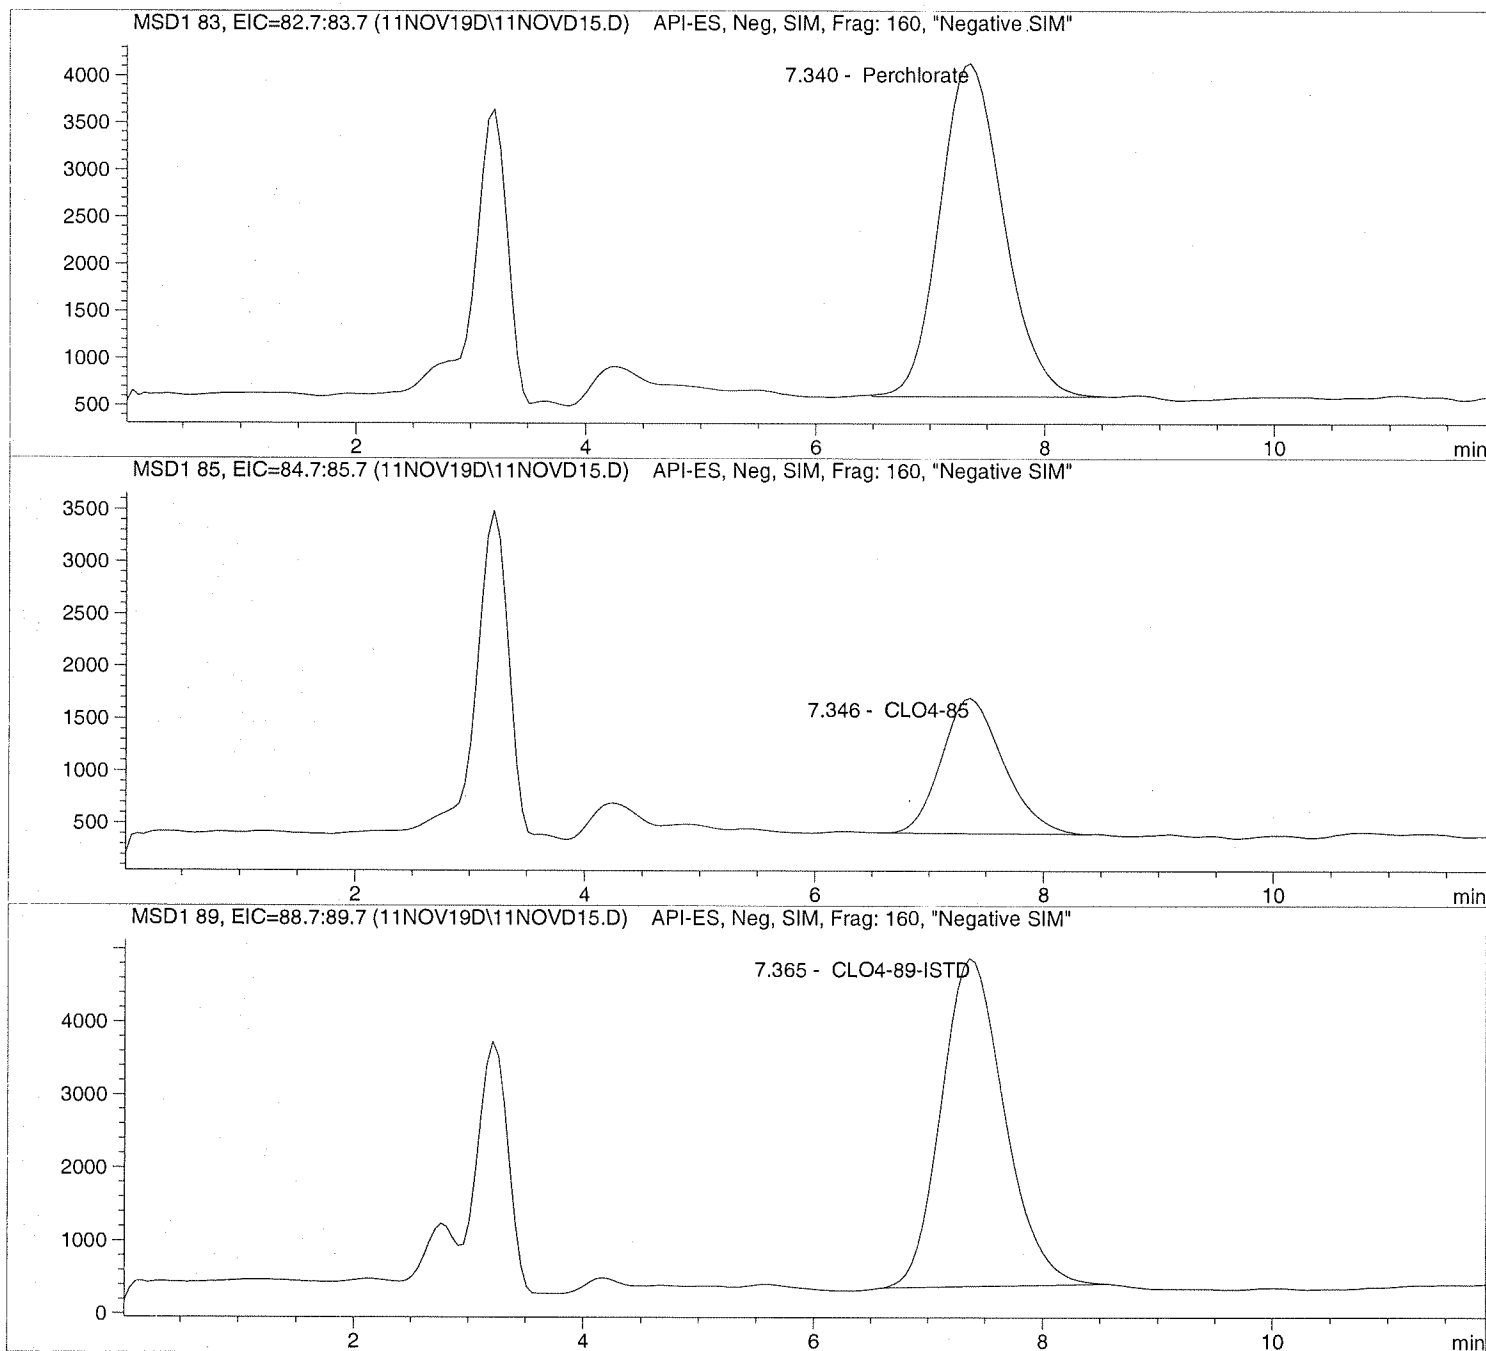 MSD1 83, EIC=82.7:83.7 (11NOV19D\11NOVD15.D) API-ES, Neg, SIM, Frag: 160, "Negative SIM"
7.340 - Perchlorate
4000
3500
3000
2500
2000
1500
1000
500
2 4 6 8 10 min
MSD1 85, EIC=84.7:85.7 (11NOV19D\11NOVD15.D) API-ES, Neg, SIM, Frag: 160, "Negative SIM"
3500
3000
2500
2000
7.346 - CLO4-85
1500
1000
500
2 4 6 8 10 min
MSD1 89, EIC=88.7:89.7 (11NOV19D\11NOVD15.D) API-ES, Neg, SIM, Frag: 160, "Negative SIM"
7.365 - CLO4-89-ISTD
4000
3000
2000
1000
0
2 4 6 8 10 min